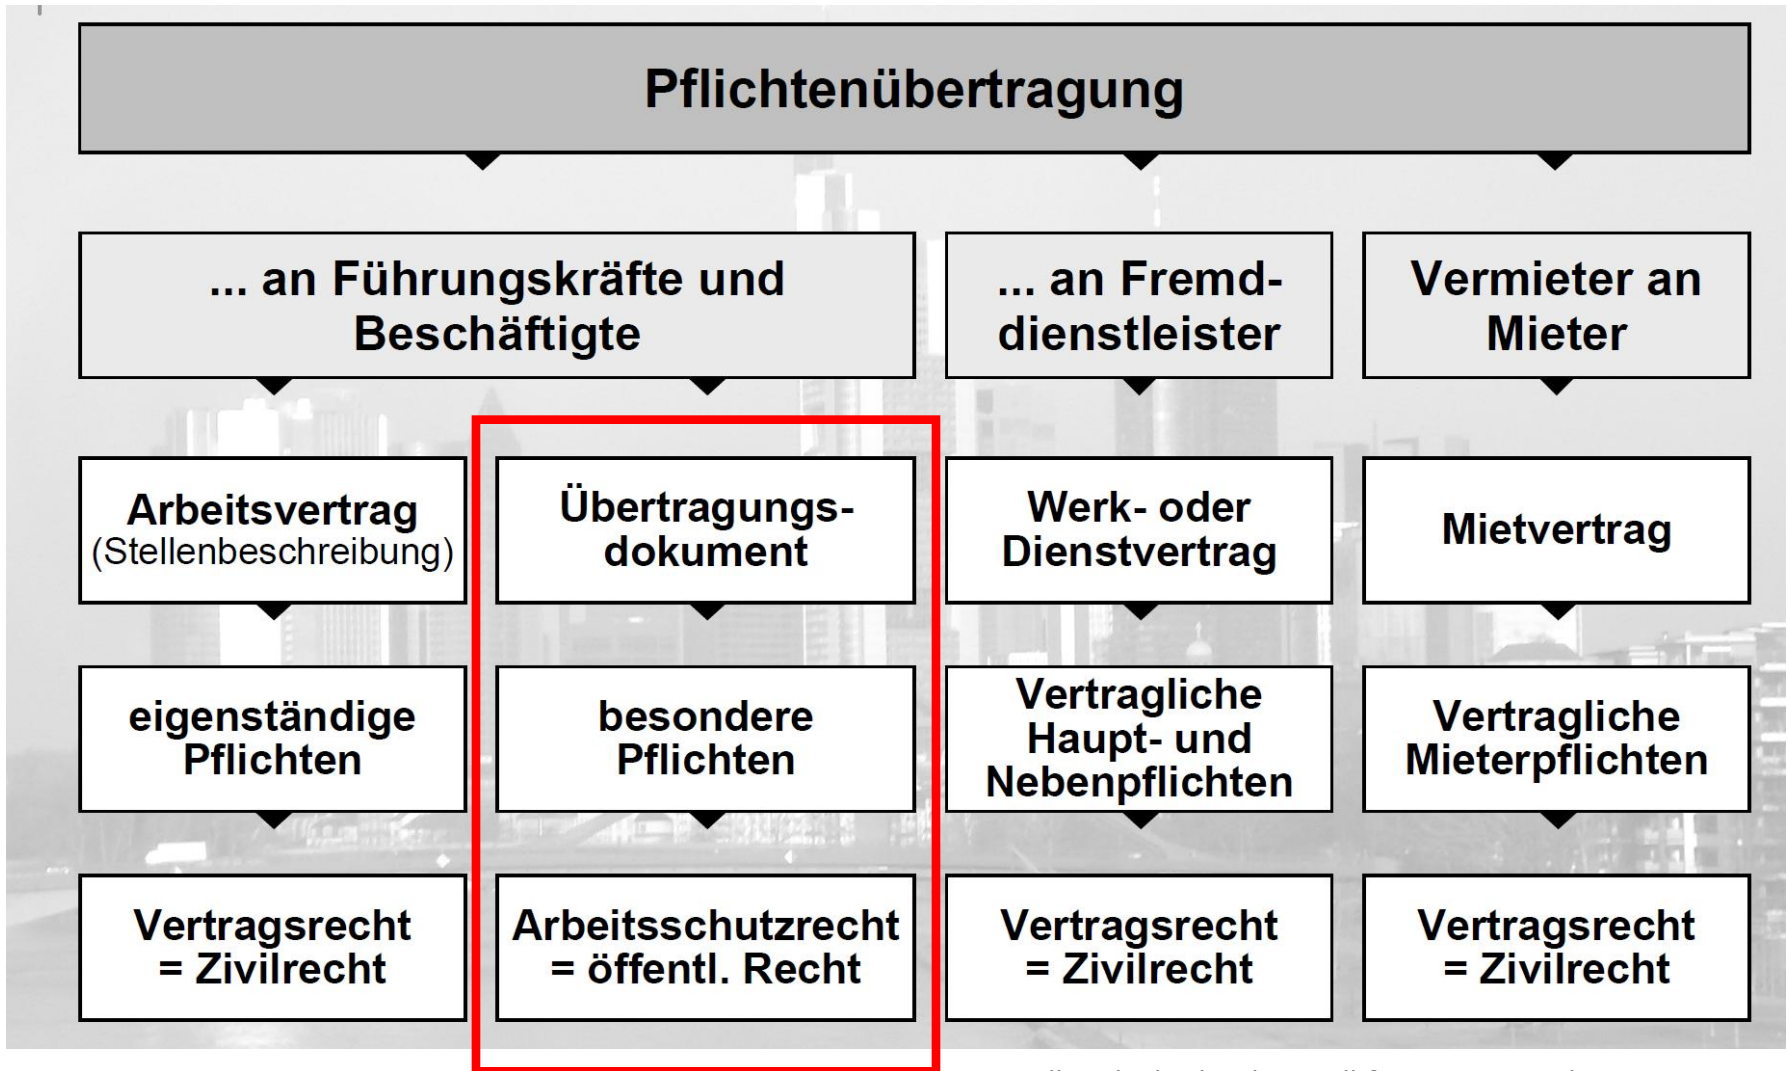 Pflichtenübertragung
... an Führungskräfte und
Beschäftigte
... an Fremd-
dienstleister
Vermieter an
Mieter
Arbeitsvertrag
(Stellenbeschreibung)
Übertragungs-
dokument
Werk- oder
Dienstvertrag
Mietvertrag
eigenständige
Pflichten
besondere
Pflichten
Vertragliche
Haupt- und
Nebenpflichten
Vertragliche
Mieterpflichten
Vertragsrecht
= Zivilrecht
Arbeitsschutzrecht
= öffentl. Recht
Vertragsrecht
= Zivilrecht
Vertragsrecht
= Zivilrecht